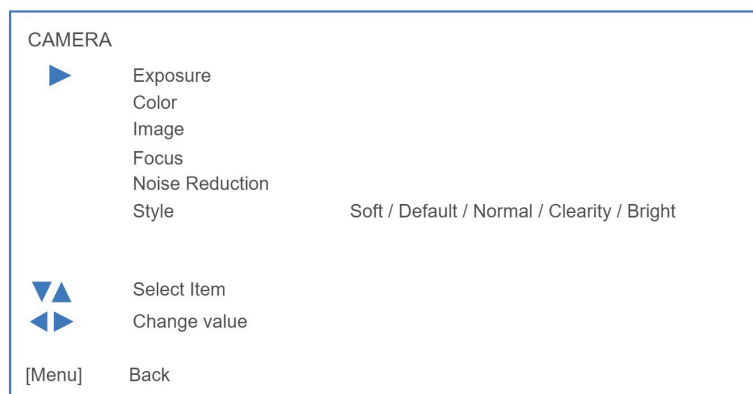 CAMERA
Exposure
Color
Image
Focus
Noise Reduction
Style Soft / Default / Normal / Clearity / Bright
Select Item
Change value
[Menu] Back